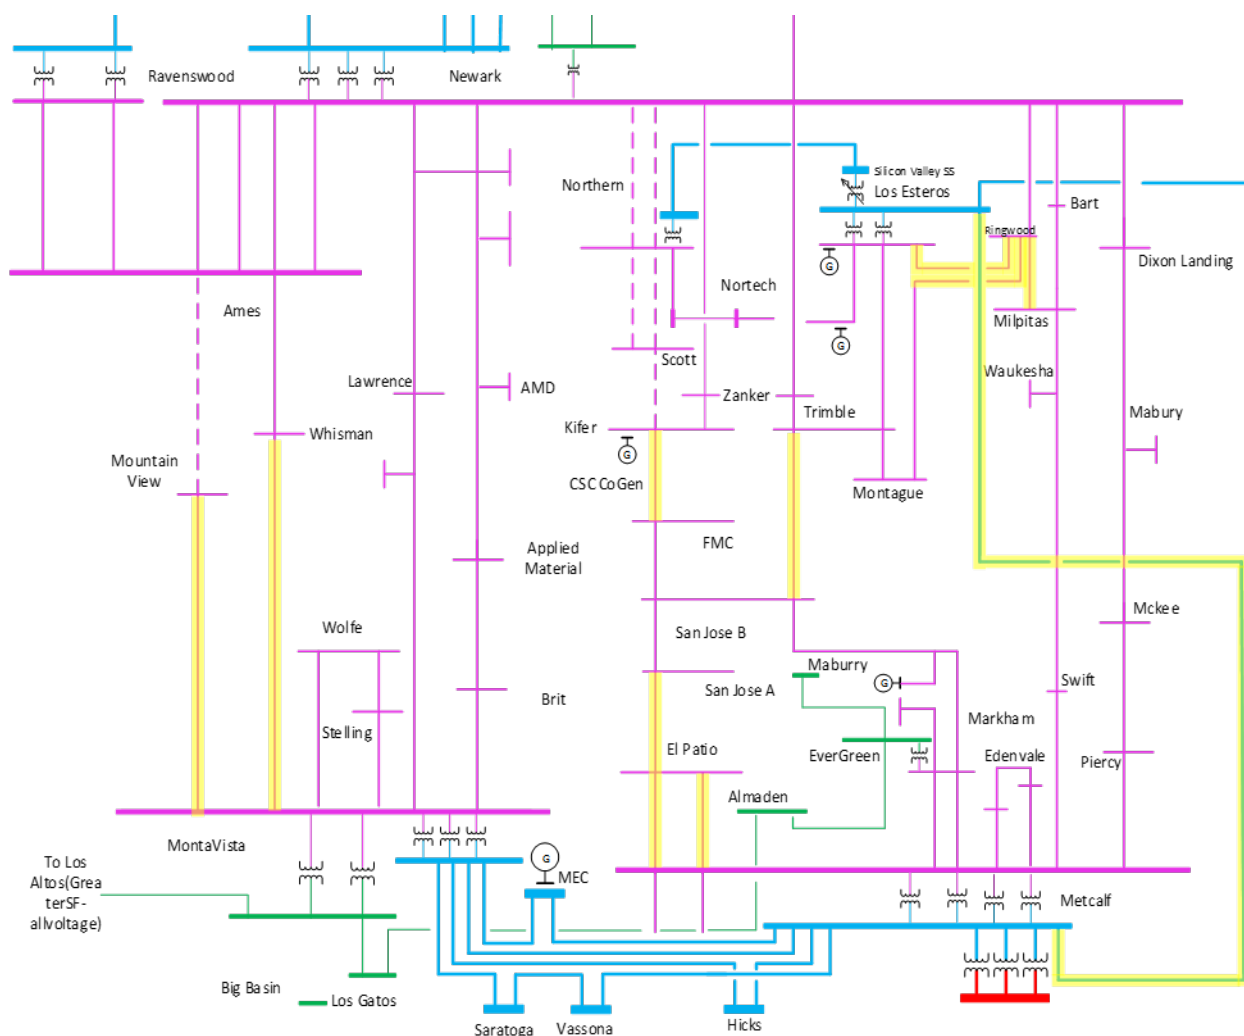 Ravenswood
Newark
Northern
Silicon Valley SS
Los Esteros
Bart
Ringwood
Dixon Landing
G
Nortech
Ames
Milpitas
G
Scott
Waukesha
Lawrence
AMD
Zanker
Trimble
Mabury
Whisman
Kifer
G
Mountain
View
CSC CoGen
Montague
FMC
Applied
Material
Mckee
Wolfe
San Jose B
Maburry
Swift
G
San Jose A
Brit
Markham
Stelling
El Patio
EverGreen
Edenvale
Piercy
Almaden
MontaVista
To Los
Altos(Grea
terSF-
allvoltage)
G
MEC
Metcalf
Big Basin
Los Gatos
Saratoga
Vassona
Hicks